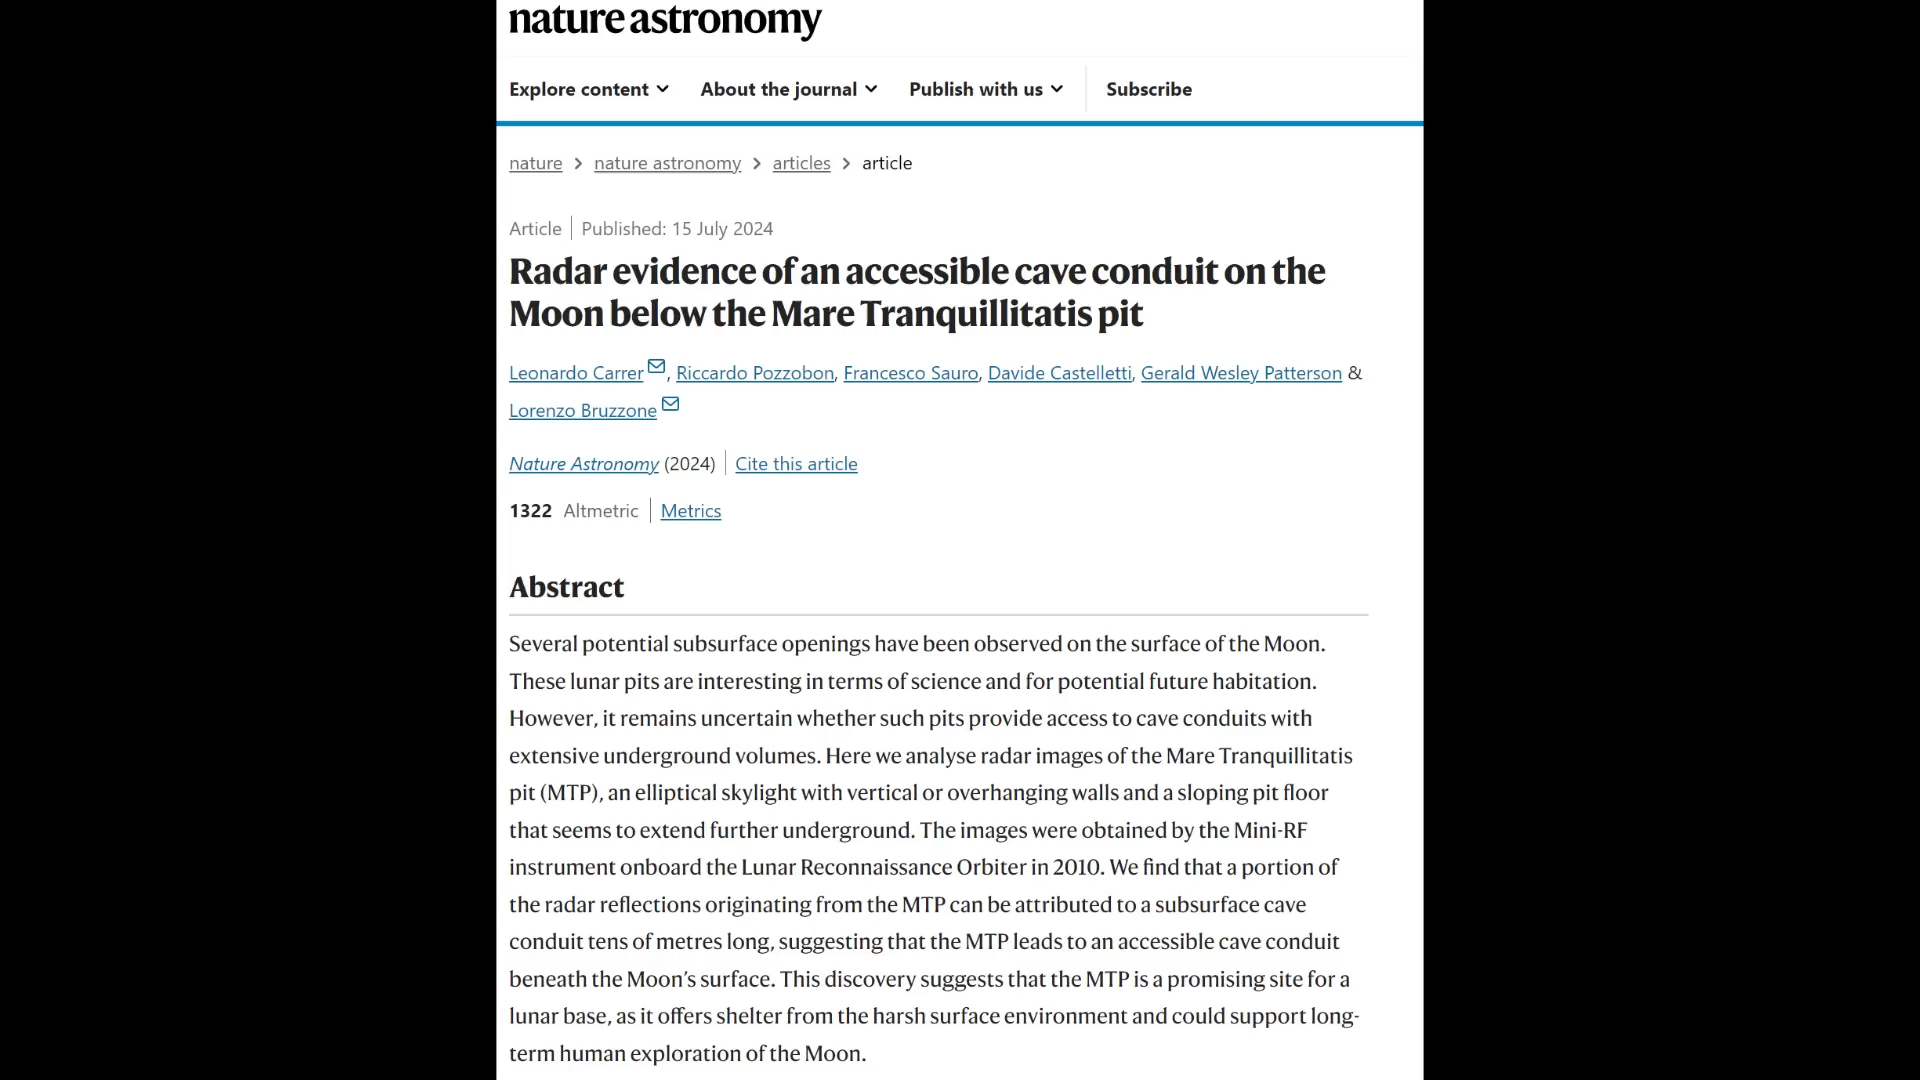 nature astronomy
Explore content About the journal Publish with us Subscribe
nature > nature astronomy > articles > article
Article | Published: 15 July 2024
Radar evidence of an accessible cave conduit on the
Moon below the Mare Tranquillitatis pit
Leonardo Carrer, Riccardo Pozzobon, Francesco Sauro, Davide Castelletti, Gerald Wesley Patterson &
Lorenzo Bruzzone
Nature Astronomy (2024) | Cite this article
1322 Altmetric | Metrics
Abstract
Several potential subsurface openings have been observed on the surface of the Moon.
These lunar pits are interesting in terms of science and for potential future habitation.
However, it remains uncertain whether such pits provide access to cave conduits with
extensive underground volumes. Here we analyse radar images of the Mare Tranquillitatis
pit (MTP), an elliptical skylight with vertical or overhanging walls and a sloping pit floor
that seems to extend further underground. The images were obtained by the Mini-RF
instrument onboard the Lunar Reconnaissance Orbiter in 2010. We find that a portion of
the radar reflections originating from the MTP can be attributed to a subsurface cave
conduit tens of metres long, suggesting that the MTP leads to an accessible cave conduit
beneath the Moon’s surface. This discovery suggests that the MTP is a promising site for a
lunar base, as it offers shelter from the harsh surface environment and could support long-
term human exploration of the Moon.